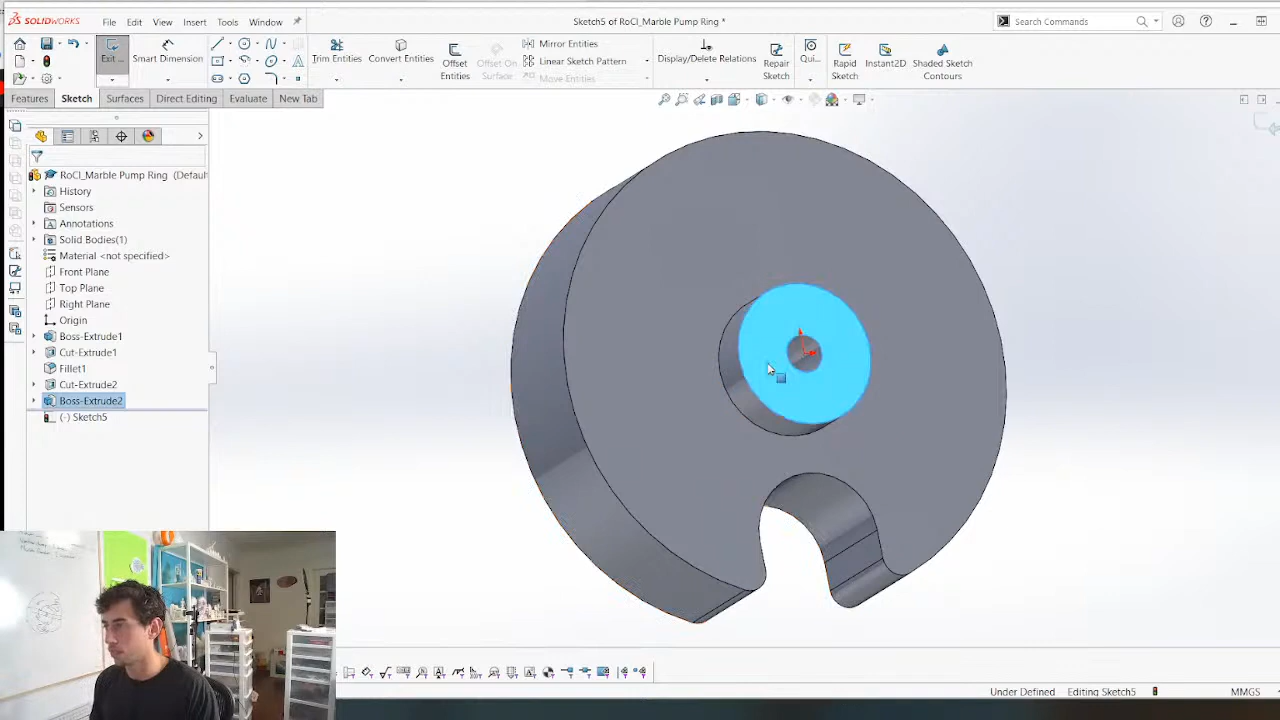 SOLIDWORKS File Edit View Insert Tools Window Sketch5 of RoCI_Marble Pump Ring * Search Commands
Exit... Smart Dimension Trim Entities Convert Entities Offset Entities Offset On Surface Mirror Entities Linear Sketch Pattern Move Entities Display/Delete Relations Repair Sketch Qui... Rapid Sketch Instant2D Shaded Sketch Contours
Features Sketch Surfaces Direct Editing Evaluate New Tab
RoCI_Marble Pump Ring (Default
History
Sensors
Annotations
Solid Bodies(1)
Material <not specified>
Front Plane
Top Plane
Right Plane
Origin
Boss-Extrude1
Cut-Extrude1
Fillet1
Cut-Extrude2
Boss-Extrude2
(-) Sketch5
Under Defined Editing Sketch5 MMGS